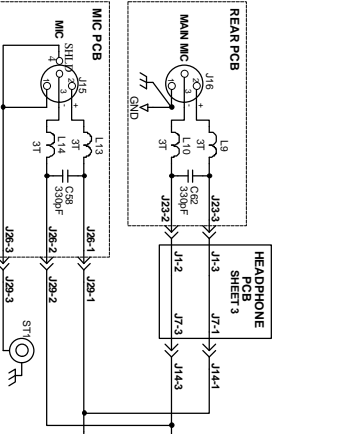 REAR PCB
MAIN MIC
J16
1
2
3
+
-
GND
L9
3T
L10
3T
C62
330pF
J23-3
J23-2
HEADPHONE
PCB
SHEET 3
J1-3
J1-2
J7-1
J7-3
J14-1
J14-3
MIC PCB
MIC
SHLD
4
J15
1
2
3
+
-
L13
3T
L14
3T
C58
330pF
J26-1
J26-2
J26-3
J29-1
J29-2
J29-3
ST1